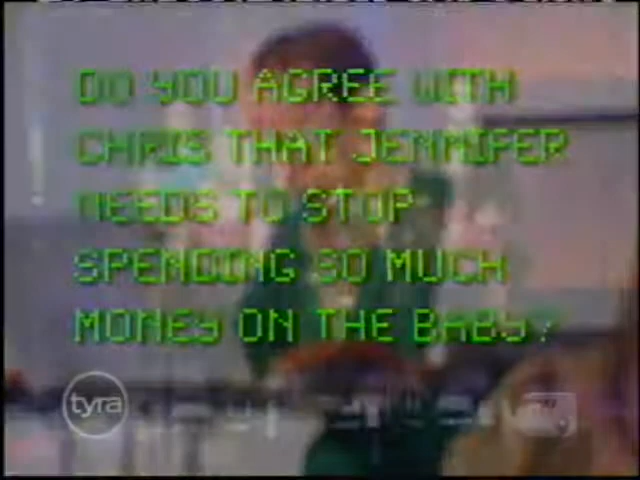 DO YOU AGREE WITH
CHRIS THAT JENNIFER
NEEDS TO STOP
SPENDING SO MUCH
MONEY ON THE BABY?
tyra